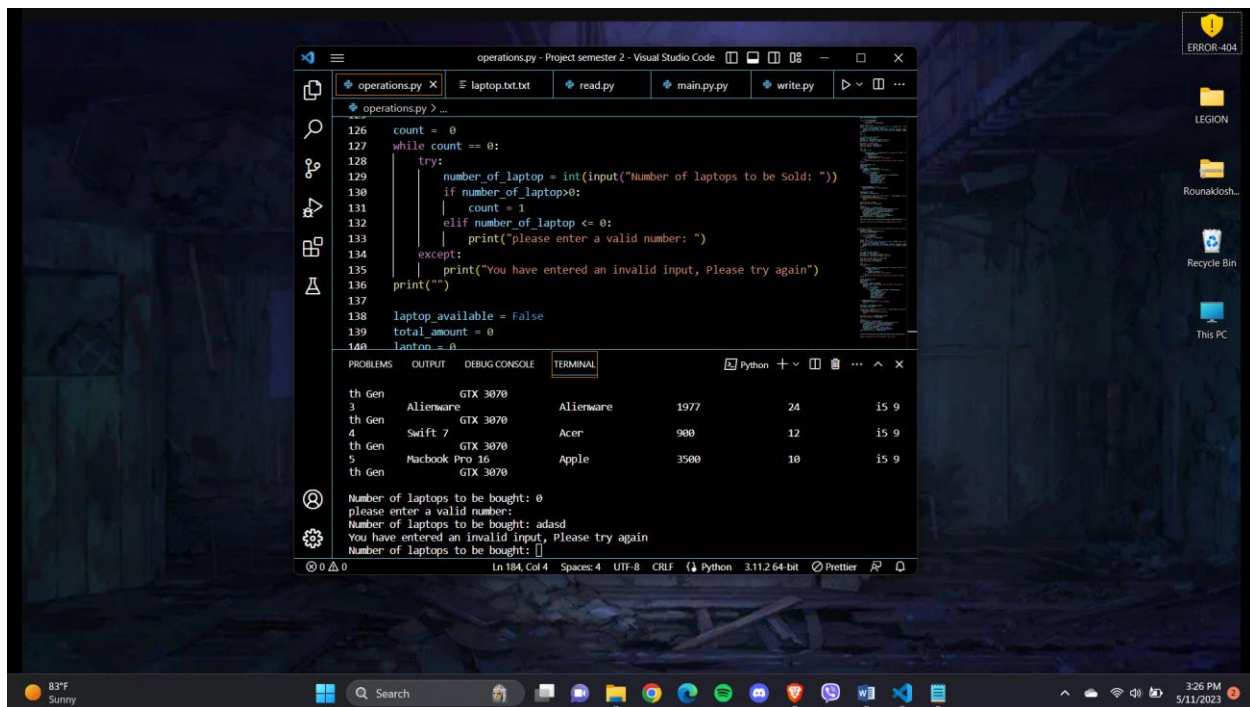 ERROR-404
LEGION
Rounaklosh...
Recycle Bin
This PC
operations.py - Project semester 2 - Visual Studio Code
operations.py
laptop.txt.txt
read.py
main.py.py
write.py
operations.py > ...
126 count = 0
127 while count == 0:
128 try:
129 number_of_laptop = int(input("Number of laptops to be Sold: "))
130 if number_of_laptop>0:
131 count = 1
132 elif number_of_laptop <= 0:
133 print("please enter a valid number: ")
134 except:
135 print("You have entered an invalid input, Please try again")
136 print("")
137
138 laptop_available = False
139 total_amount = 0
140 laptop = 0
PROBLEMS OUTPUT DEBUG CONSOLE TERMINAL Python
th Gen GTX 3070
3 Alienware Alienware 1977 24 i5 9
th Gen GTX 3070
4 Swift 7 Acer 900 12 i5 9
th Gen GTX 3070
5 Macbook Pro 16 Apple 3500 10 i5 9
th Gen GTX 3070
Number of laptops to be bought: 0
please enter a valid number:
Number of laptops to be bought: adasd
You have entered an invalid input, Please try again
Number of laptops to be bought:
0 0 Ln 184, Col 4 Spaces: 4 UTF-8 CRLF Python 3.11.2 64-bit Prettier
83°F
Sunny
Search
3:26 PM
5/11/2023
2